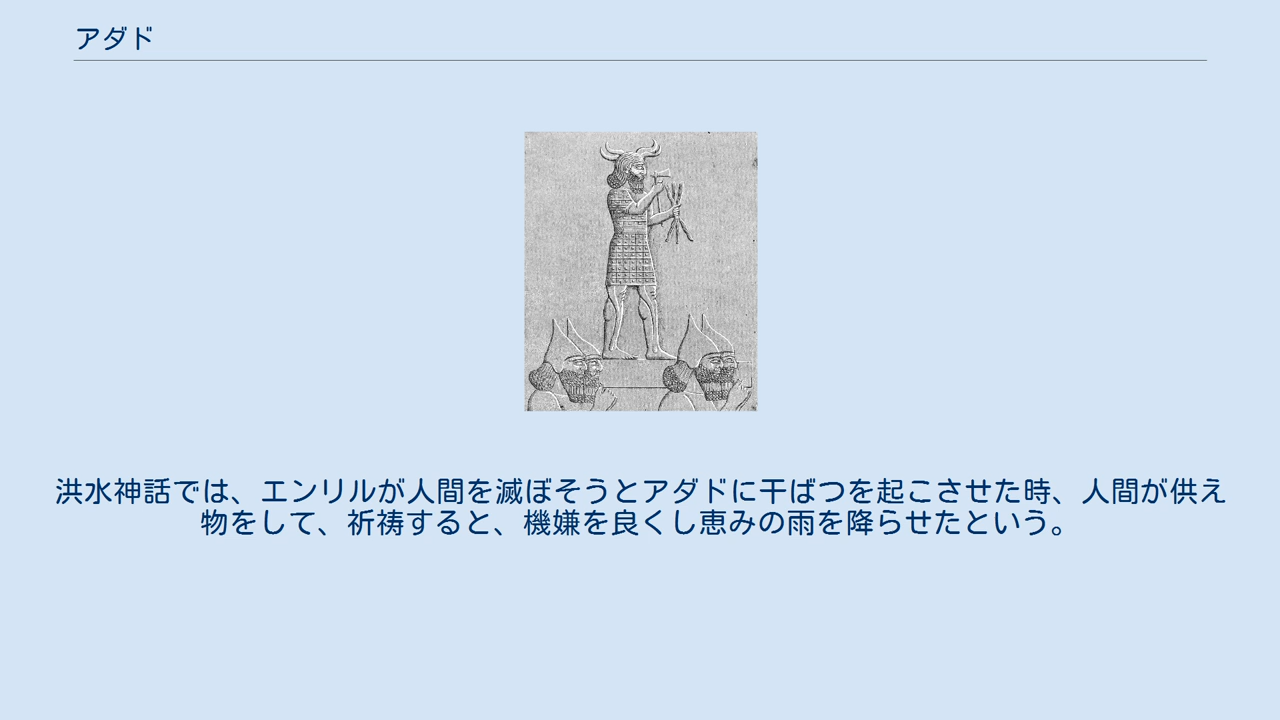 アダド
洪水神話では、エンリルが人間を滅ぼそうとアダドに干ばつを起こさせた時、人間が供え
物をして、祈祷すると、機嫌を良くし恵みの雨を降らせたという。